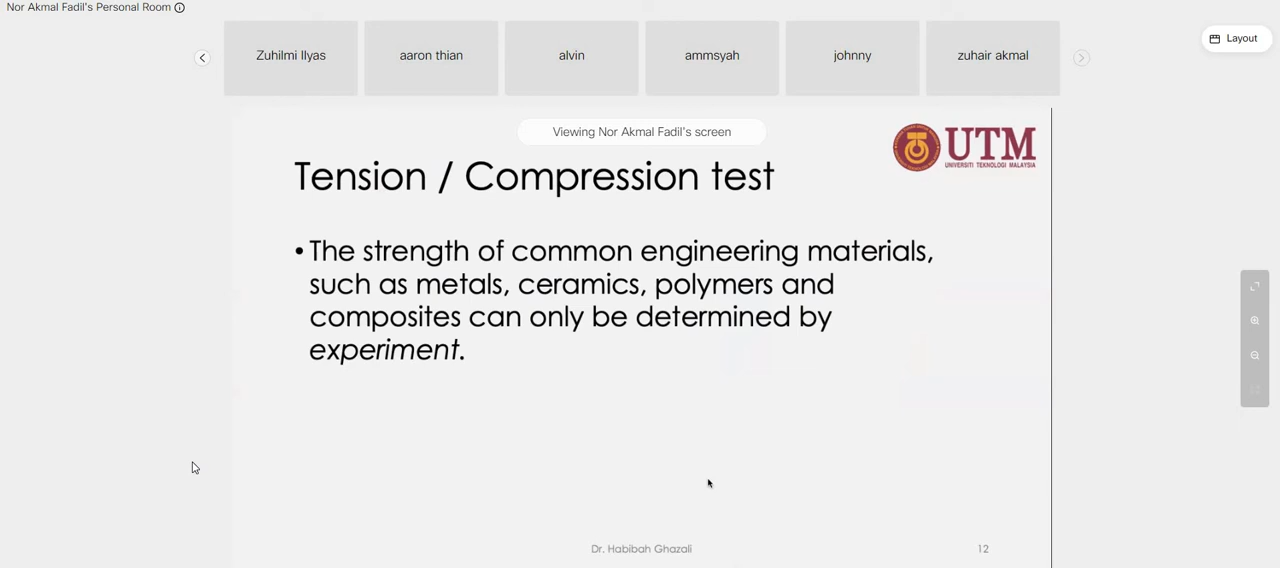 Nor Akmal Fadil's Personal Room
Zuhilmi Ilyas
aaron thian
alvin
ammsyah
johnny
zuhair akmal
Layout
Viewing Nor Akmal Fadil's screen
UTM
UNIVERSITI TEKNOLOGI MALAYSIA
Tension / Compression test
• The strength of common engineering materials,
such as metals, ceramics, polymers and
composites can only be determined by
experiment.
Dr. Habibah Ghazali
12